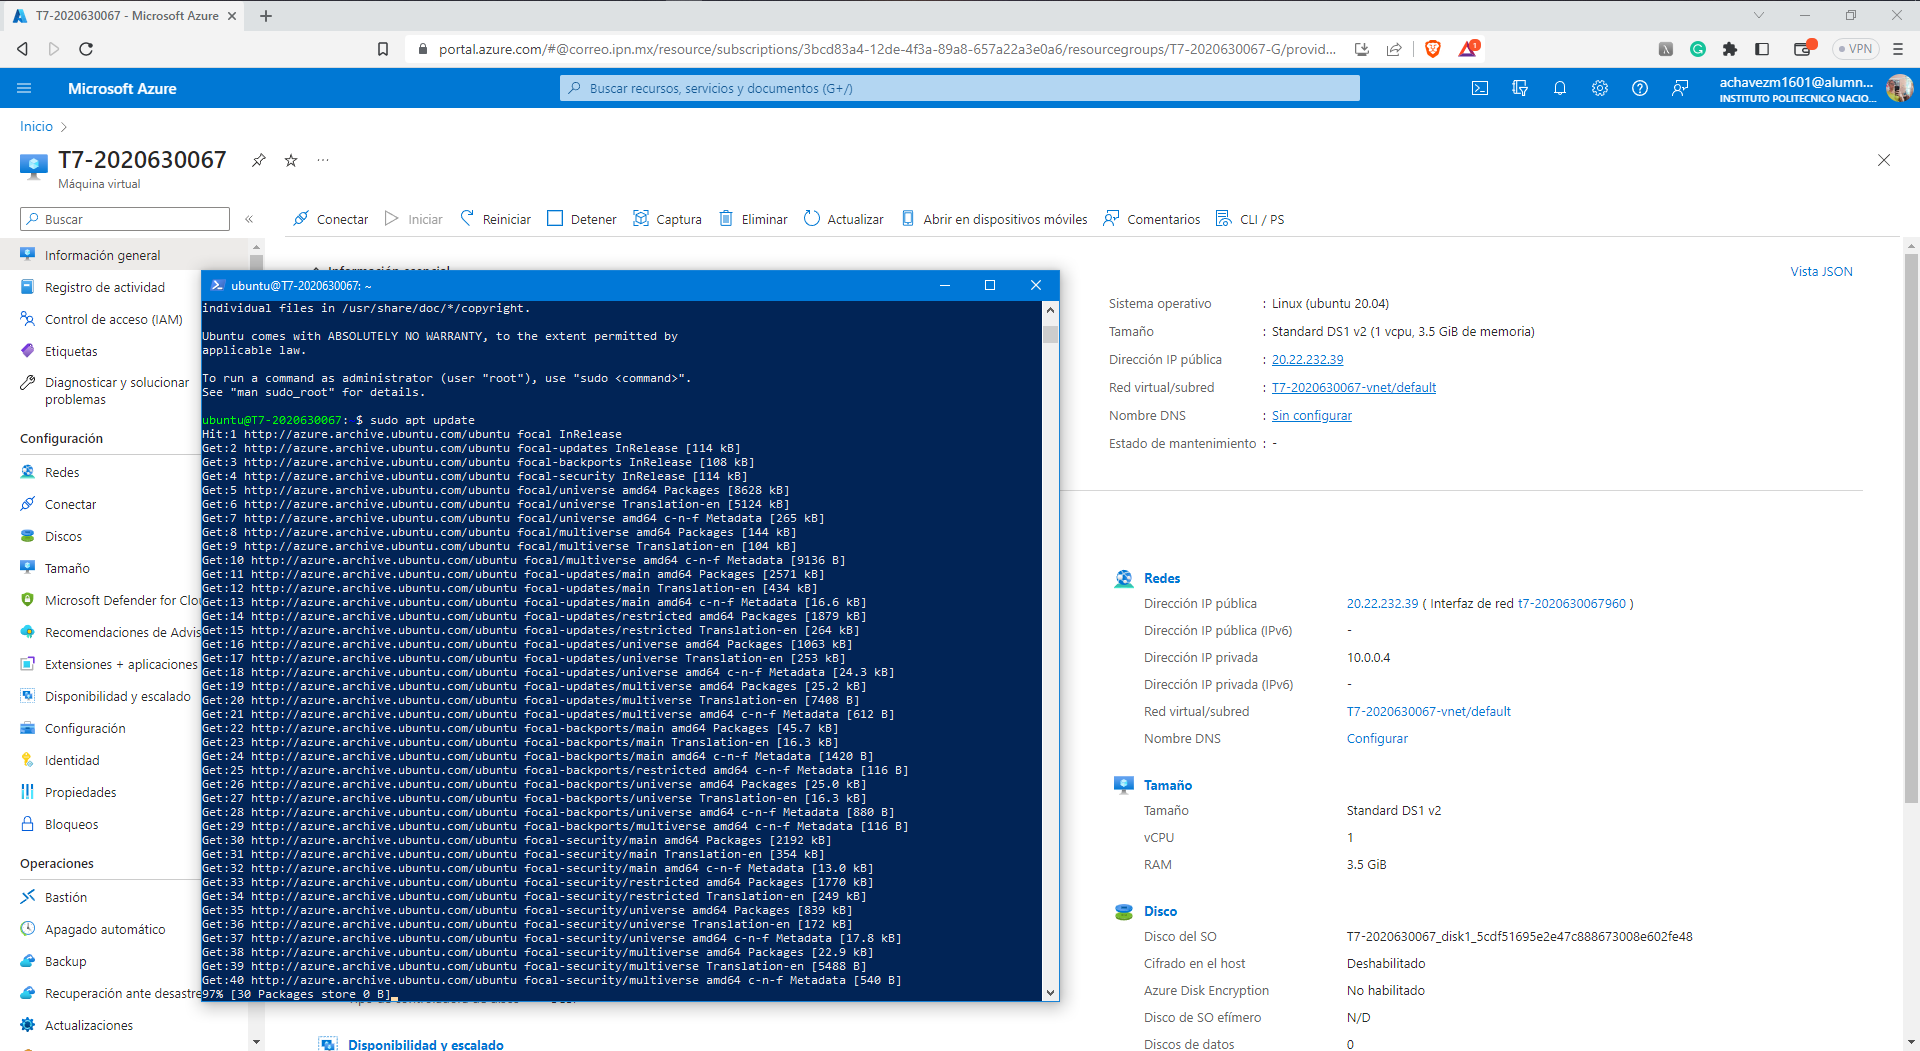 T7-2020630067 - Microsoft Azure
portal.azure.com/#@correo.ipn.mx/resource/subscriptions/3bcd83a4-12de-4f3a-89a8-657a22a3e0a6/resourcegroups/T7-2020630067-G/provid...
1
VPN
Microsoft Azure
Buscar recursos, servicios y documentos (G+/)
achavezm1601@alumn...
INSTITUTO POLITECNICO NACIO...
Inicio
T7-2020630067
Máquina virtual
Buscar
Conectar
Iniciar
Reiniciar
Detener
Captura
Eliminar
Actualizar
Abrir en dispositivos móviles
Comentarios
CLI / PS
Información general
Registro de actividad
Control de acceso (IAM)
Etiquetas
Diagnosticar y solucionar
problemas
Configuración
Redes
Conectar
Discos
Tamaño
Microsoft Defender for Clou
Recomendaciones de Advis
Extensiones + aplicaciones
Disponibilidad y escalado
Configuración
Identidad
Propiedades
Bloqueos
Operaciones
Bastión
Apagado automático
Backup
Recuperación ante desastre
Actualizaciones
Información esencial
ubuntu@T7-2020630067: ~
individual files in /usr/share/doc/*/copyright.
Ubuntu comes with ABSOLUTELY NO WARRANTY, to the extent permitted by
applicable law.
To run a command as administrator (user "root"), use "sudo <command>".
See "man sudo_root" for details.
ubuntu@T7-2020630067: $ sudo apt update
Hit:1 http://azure.archive.ubuntu.com/ubuntu focal InRelease
Get:2 http://azure.archive.ubuntu.com/ubuntu focal-updates InRelease [114 kB]
Get:3 http://azure.archive.ubuntu.com/ubuntu focal-backports InRelease [108 kB]
Get:4 http://azure.archive.ubuntu.com/ubuntu focal-security InRelease [114 kB]
Get:5 http://azure.archive.ubuntu.com/ubuntu focal/universe amd64 Packages [8628 kB]
Get:6 http://azure.archive.ubuntu.com/ubuntu focal/universe Translation-en [5124 kB]
Get:7 http://azure.archive.ubuntu.com/ubuntu focal/universe amd64 c-n-f Metadata [265 kB]
Get:8 http://azure.archive.ubuntu.com/ubuntu focal/multiverse amd64 Packages [144 kB]
Get:9 http://azure.archive.ubuntu.com/ubuntu focal/multiverse Translation-en [104 kB]
Get:10 http://azure.archive.ubuntu.com/ubuntu focal/multiverse amd64 c-n-f Metadata [9136 B]
Get:11 http://azure.archive.ubuntu.com/ubuntu focal-updates/main amd64 Packages [2571 kB]
Get:12 http://azure.archive.ubuntu.com/ubuntu focal-updates/main Translation-en [434 kB]
Get:13 http://azure.archive.ubuntu.com/ubuntu focal-updates/main amd64 c-n-f Metadata [16.6 kB]
Get:14 http://azure.archive.ubuntu.com/ubuntu focal-updates/restricted amd64 Packages [1879 kB]
Get:15 http://azure.archive.ubuntu.com/ubuntu focal-updates/restricted Translation-en [264 kB]
Get:16 http://azure.archive.ubuntu.com/ubuntu focal-updates/universe amd64 Packages [1063 kB]
Get:17 http://azure.archive.ubuntu.com/ubuntu focal-updates/universe Translation-en [253 kB]
Get:18 http://azure.archive.ubuntu.com/ubuntu focal-updates/universe amd64 c-n-f Metadata [24.3 kB]
Get:19 http://azure.archive.ubuntu.com/ubuntu focal-updates/multiverse amd64 Packages [25.2 kB]
Get:20 http://azure.archive.ubuntu.com/ubuntu focal-updates/multiverse Translation-en [7408 B]
Get:21 http://azure.archive.ubuntu.com/ubuntu focal-updates/multiverse amd64 c-n-f Metadata [612 B]
Get:22 http://azure.archive.ubuntu.com/ubuntu focal-backports/main amd64 Packages [45.7 kB]
Get:23 http://azure.archive.ubuntu.com/ubuntu focal-backports/main Translation-en [16.3 kB]
Get:24 http://azure.archive.ubuntu.com/ubuntu focal-backports/main amd64 c-n-f Metadata [1420 B]
Get:25 http://azure.archive.ubuntu.com/ubuntu focal-backports/restricted amd64 c-n-f Metadata [116 B]
Get:26 http://azure.archive.ubuntu.com/ubuntu focal-backports/universe amd64 Packages [25.0 kB]
Get:27 http://azure.archive.ubuntu.com/ubuntu focal-backports/universe Translation-en [16.3 kB]
Get:28 http://azure.archive.ubuntu.com/ubuntu focal-backports/universe amd64 c-n-f Metadata [880 B]
Get:29 http://azure.archive.ubuntu.com/ubuntu focal-backports/multiverse amd64 c-n-f Metadata [116 B]
Get:30 http://azure.archive.ubuntu.com/ubuntu focal-security/main amd64 Packages [2192 kB]
Get:31 http://azure.archive.ubuntu.com/ubuntu focal-security/main Translation-en [354 kB]
Get:32 http://azure.archive.ubuntu.com/ubuntu focal-security/main amd64 c-n-f Metadata [13.0 kB]
Get:33 http://azure.archive.ubuntu.com/ubuntu focal-security/restricted amd64 Packages [1770 kB]
Get:34 http://azure.archive.ubuntu.com/ubuntu focal-security/restricted Translation-en [249 kB]
Get:35 http://azure.archive.ubuntu.com/ubuntu focal-security/universe amd64 Packages [839 kB]
Get:36 http://azure.archive.ubuntu.com/ubuntu focal-security/universe Translation-en [172 kB]
Get:37 http://azure.archive.ubuntu.com/ubuntu focal-security/universe amd64 c-n-f Metadata [17.8 kB]
Get:38 http://azure.archive.ubuntu.com/ubuntu focal-security/multiverse amd64 Packages [22.9 kB]
Get:39 http://azure.archive.ubuntu.com/ubuntu focal-security/multiverse Translation-en [5488 B]
Get:40 http://azure.archive.ubuntu.com/ubuntu focal-security/multiverse amd64 c-n-f Metadata [540 B]
97% [30 Packages store 0 B]
Disponibilidad y escalado
Vista JSON
Sistema operativo : Linux (ubuntu 20.04)
Tamaño : Standard DS1 v2 (1 vcpu, 3.5 GiB de memoria)
Dirección IP pública : 20.22.232.39
Red virtual/subred : T7-2020630067-vnet/default
Nombre DNS : Sin configurar
Estado de mantenimiento : -
Redes
Dirección IP pública 20.22.232.39 ( Interfaz de red t7-2020630067960 )
Dirección IP pública (IPv6) -
Dirección IP privada 10.0.0.4
Dirección IP privada (IPv6) -
Red virtual/subred T7-2020630067-vnet/default
Nombre DNS Configurar
Tamaño
Tamaño Standard DS1 v2
vCPU 1
RAM 3.5 GiB
Disco
Disco del SO T7-2020630067_disk1_5cdf51695e2e47c888673008e602fe48
Cifrado en el host Deshabilitado
Azure Disk Encryption No habilitado
Disco de SO efímero N/D
Discos de datos 0